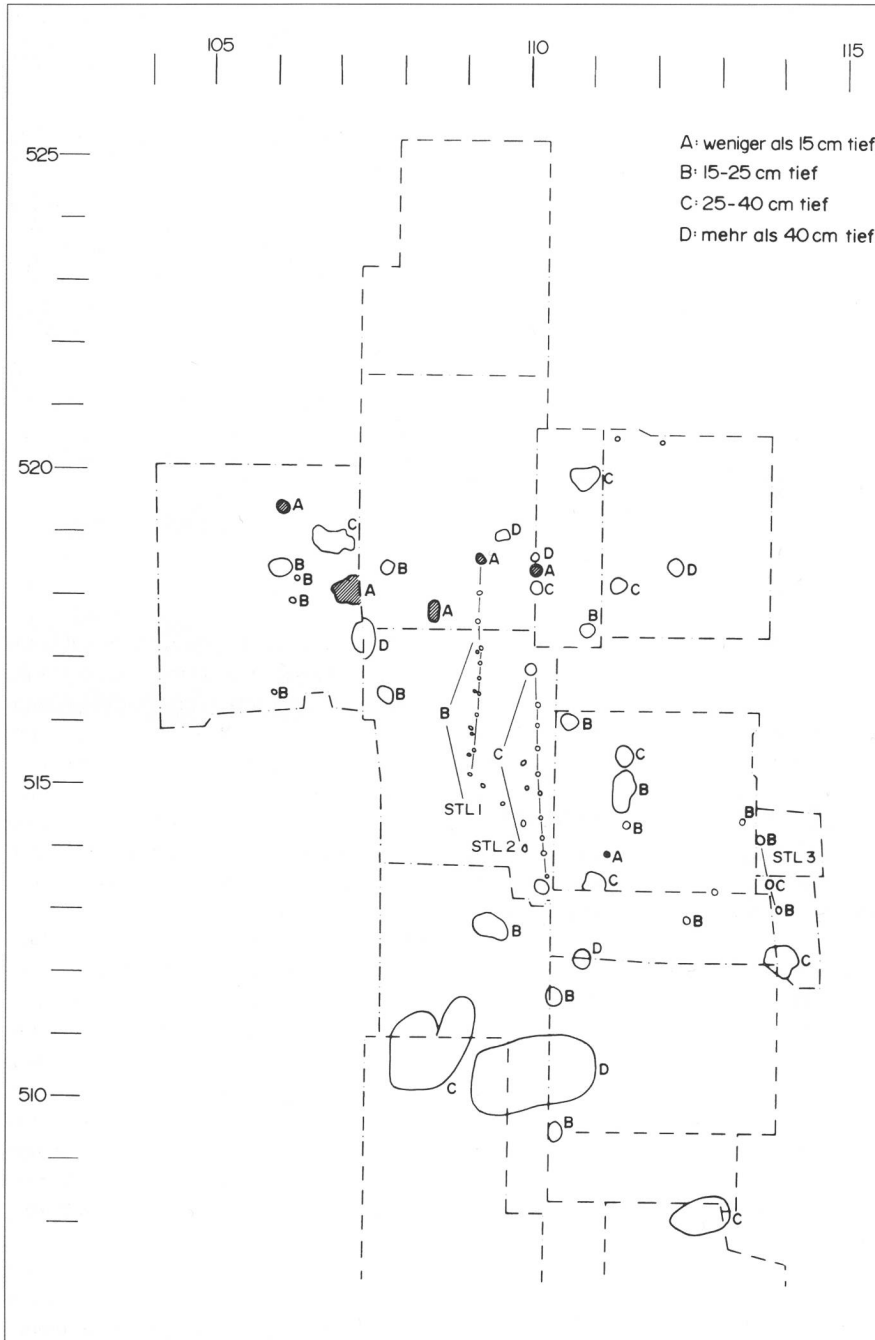 105 110 115
525
A: weniger als 15 cm tief
B: 15-25 cm tief
C: 25-40 cm tief
D: mehr als 40 cm tief
520
C
A
D
C
D
B
B
A
D
B
A
C
C
B
A
B
D
B
B
B
B
B
C
C
515
B
STL 1
B
B
B
STL 2
A
STL 3
C
C
B
B
B
D
C
B
C
D
510
B
C